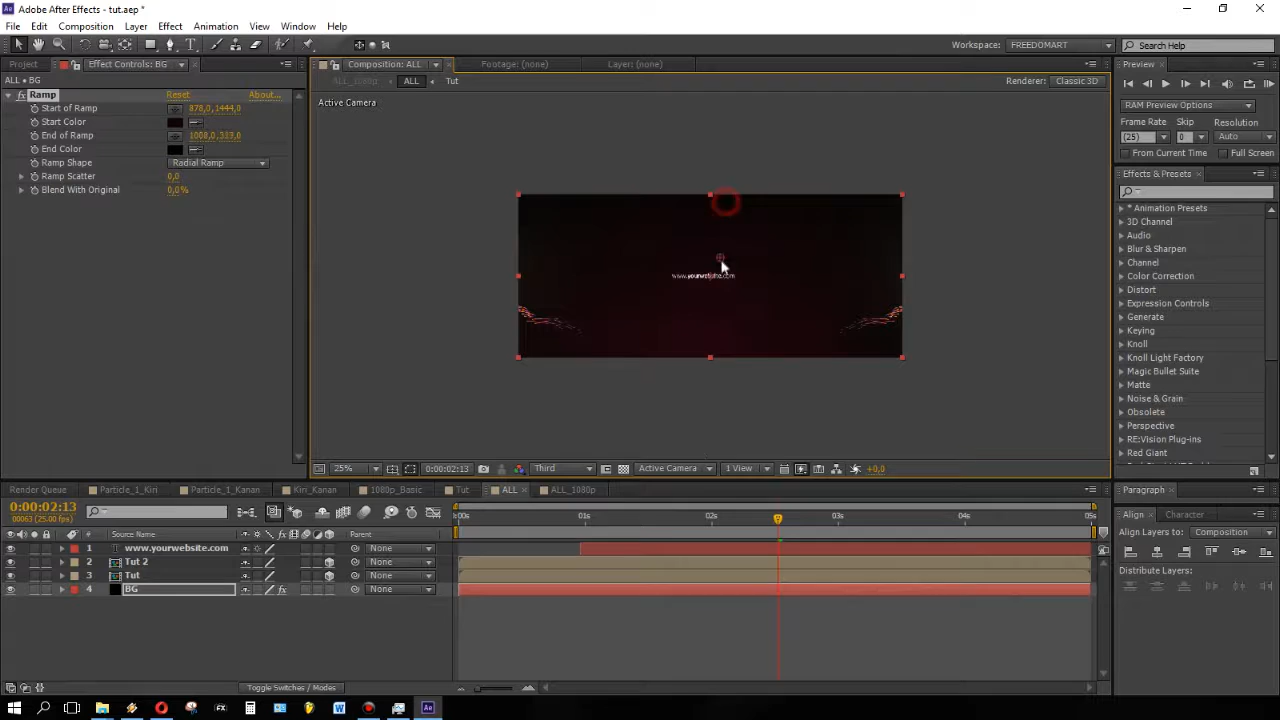 Adobe After Effects - tut.aep *
File Edit Composition Layer Effect Animation View Window Help
Workspace: FREEDOMART Search Help
Project Effect Controls: BG Composition: ALL Footage: (none) Layer: (none) Preview
ALL • BG
ALL_1080p ALL Tut Renderer: Classic 3D
Ramp Reset About...
Start of Ramp 878,0,1444,0
Start Color
End of Ramp
End Color
Ramp Shape Radial Ramp
Ramp Scatter 0,0
Blend With Original 0,0%
Active Camera
www.yourwebsite.com
RAM Preview Options
Frame Rate Skip Resolution
(25) 0 Auto
From Current Time Full Screen
Effects & Presets
* Animation Presets
3D Channel
Audio
Blur & Sharpen
Channel
Color Correction
Distort
Expression Controls
Generate
Keying
Knoll
Knoll Light Factory
Magic Bullet Suite
Matte
Noise & Grain
Obsolete
Perspective
RE:Vision Plug-ins
Red Giant
25% 0:00:02:13 Third Active Camera 1 View +0,0
Render Queue Particle_1_Kiri Particle_1_Kanan Kiri_Kanan 1080p_Basic Tut ALL ALL_1080p
0:00:02:13
00063 (25.00 fps)
:00s 01s 02s 03s 04s 05s
# Source Name Parent
1 www.yourwebsite.com None
2 Tut 2 None
3 Tut None
4 BG None
Toggle Switches / Modes
Paragraph
Align Character
Align Layers to: Composition
Distribute Layers: